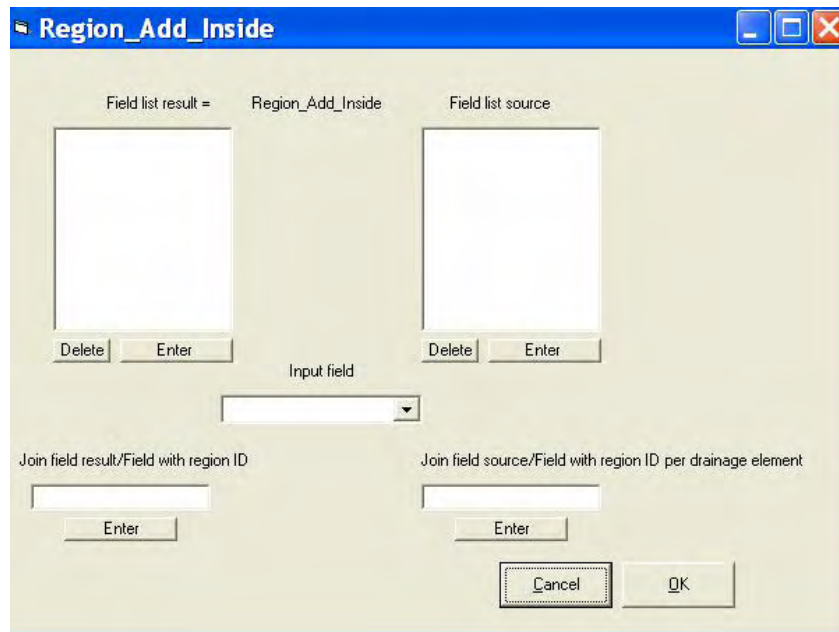 Region_Add_Inside
Field list result = Region_Add_Inside Field list source
Delete Enter Delete Enter
Input field
Join field result/Field with region ID Join field source/Field with region ID per drainage element
Enter Enter
Cancel OK